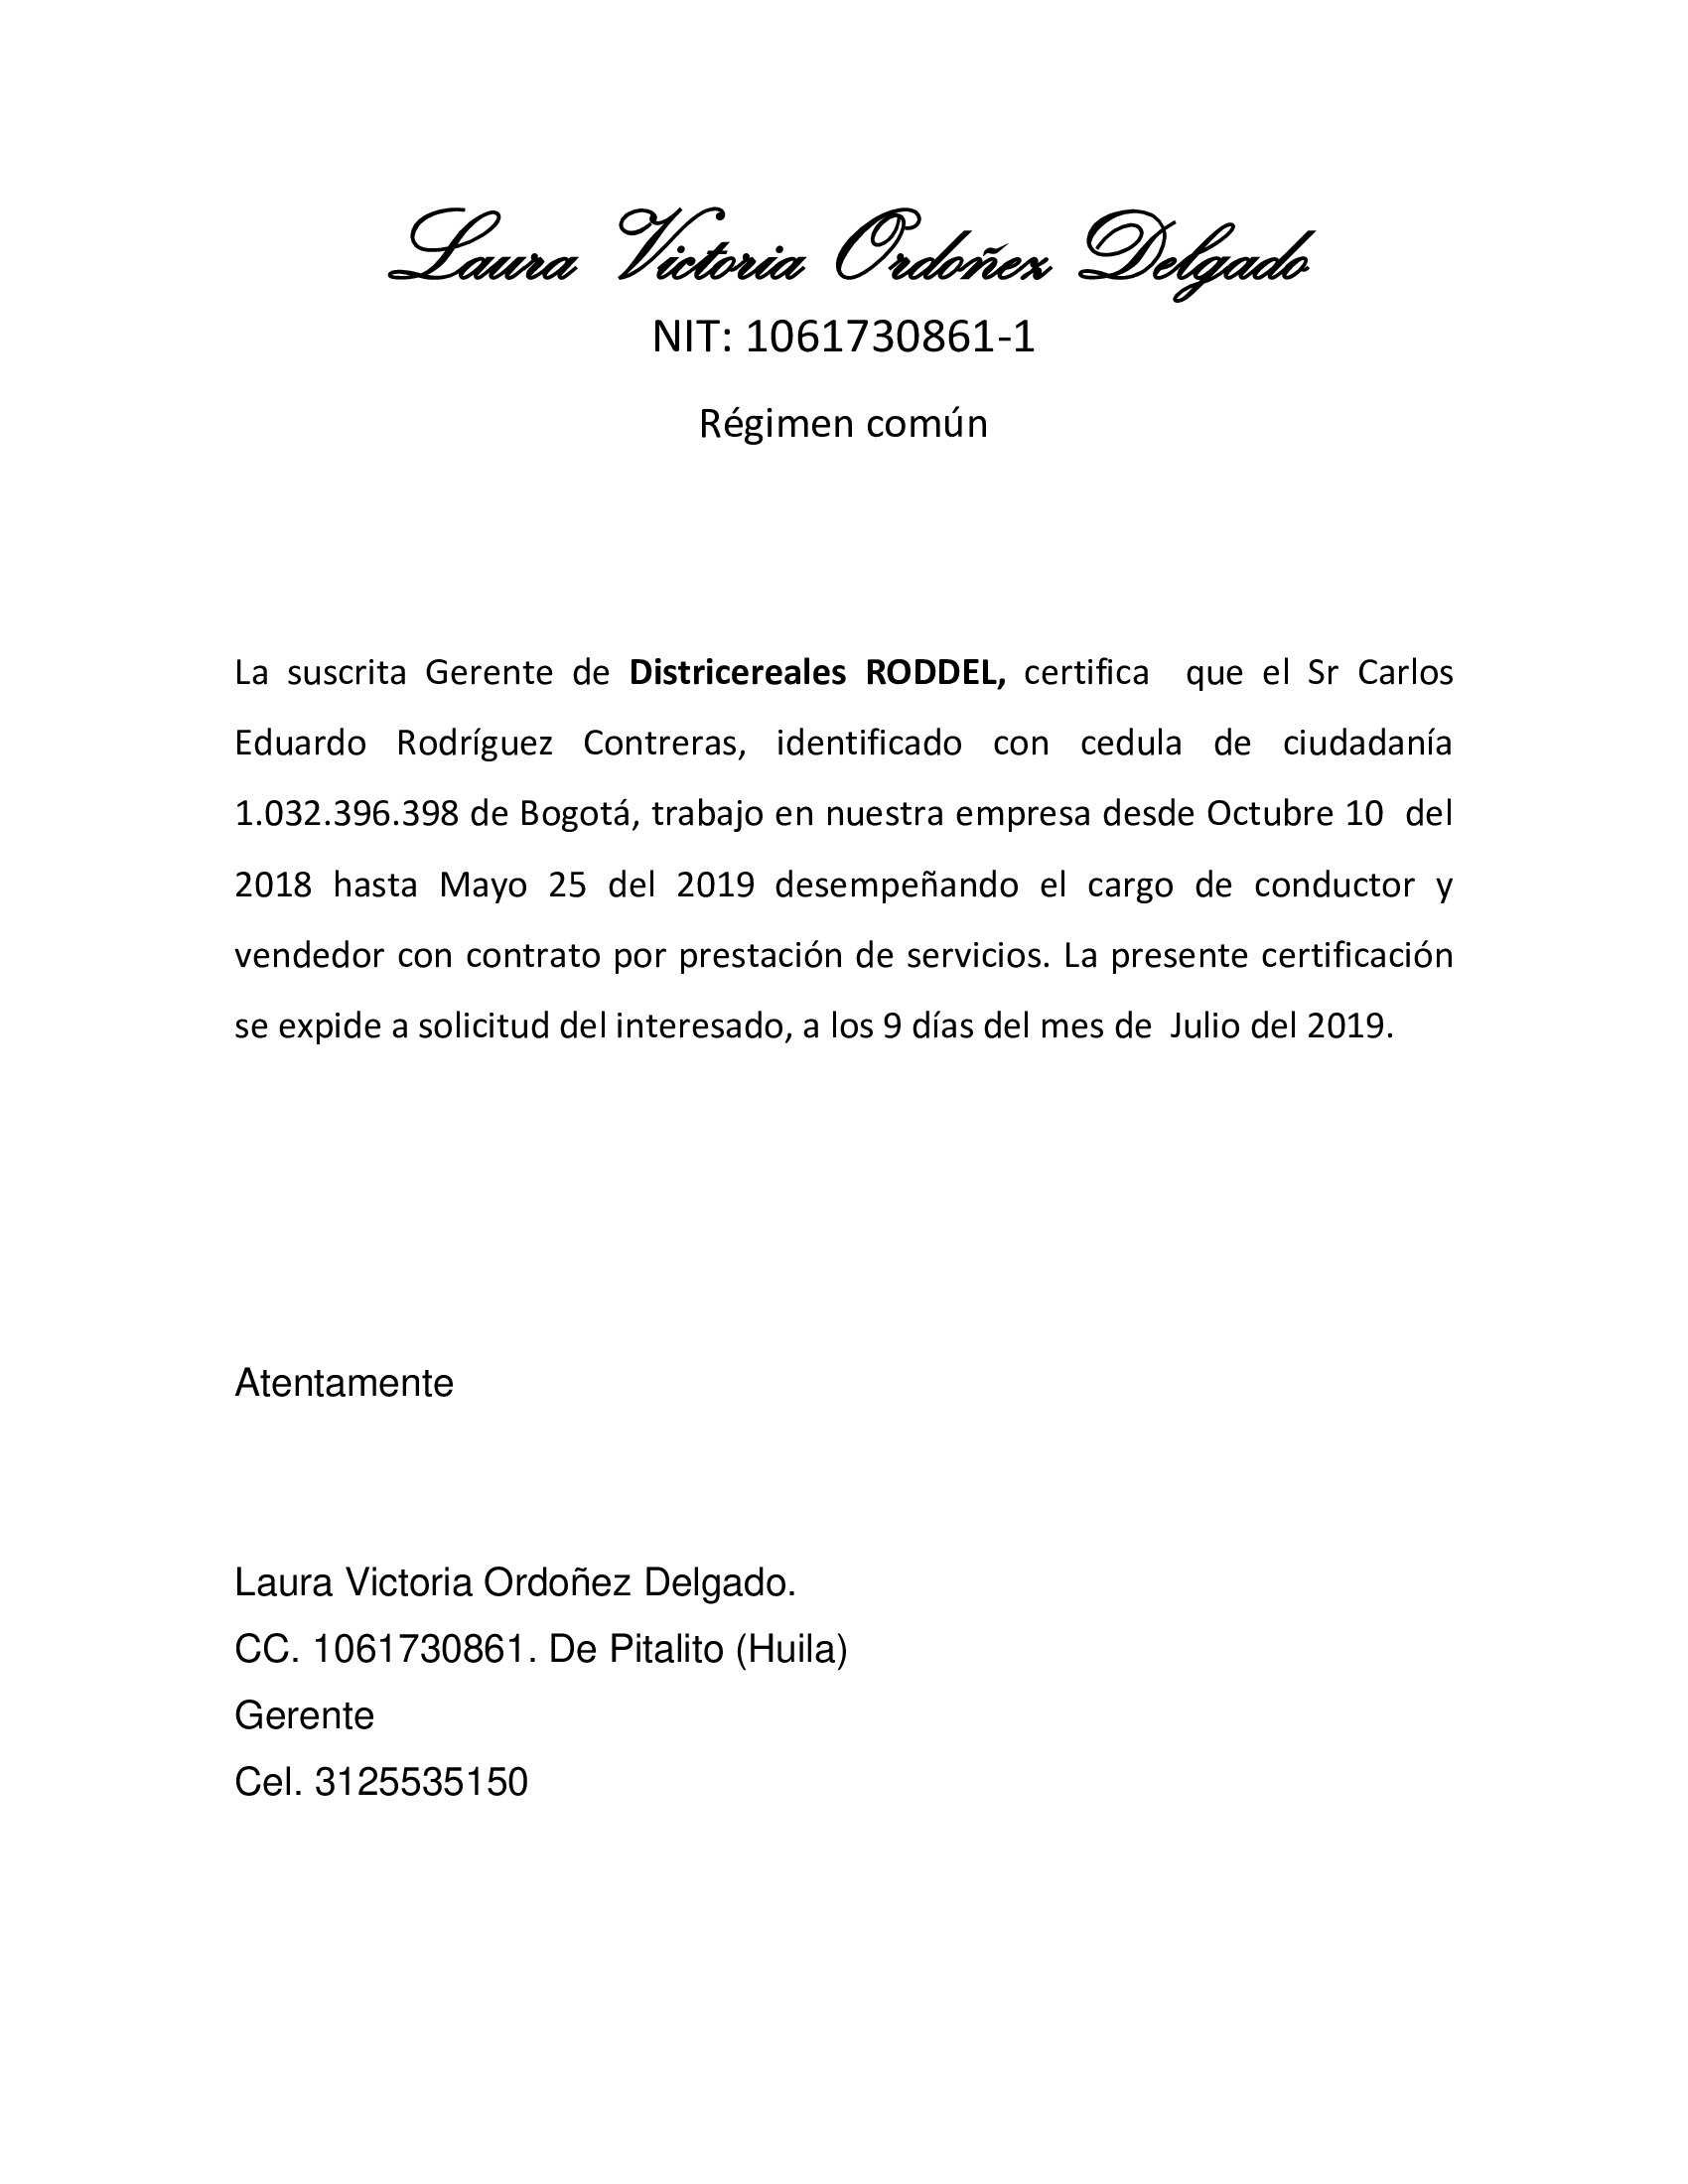 Laura Victoria Ordoñez Delgado
NIT: 1061730861-1
Régimen común
La suscrita Gerente de Districereales RODDEL, certifica que el Sr Carlos
Eduardo Rodríguez Contreras, identificado con cedula de ciudadanía
1.032.396.398 de Bogotá, trabajo en nuestra empresa desde Octubre 10 del
2018 hasta Mayo 25 del 2019 desempeñando el cargo de conductor y
vendedor con contrato por prestación de servicios. La presente certificación
se expide a solicitud del interesado, a los 9 días del mes de Julio del 2019.
Atentamente
Laura Victoria Ordoñez Delgado.
CC. 1061730861. De Pitalito (Huila)
Gerente
Cel. 3125535150